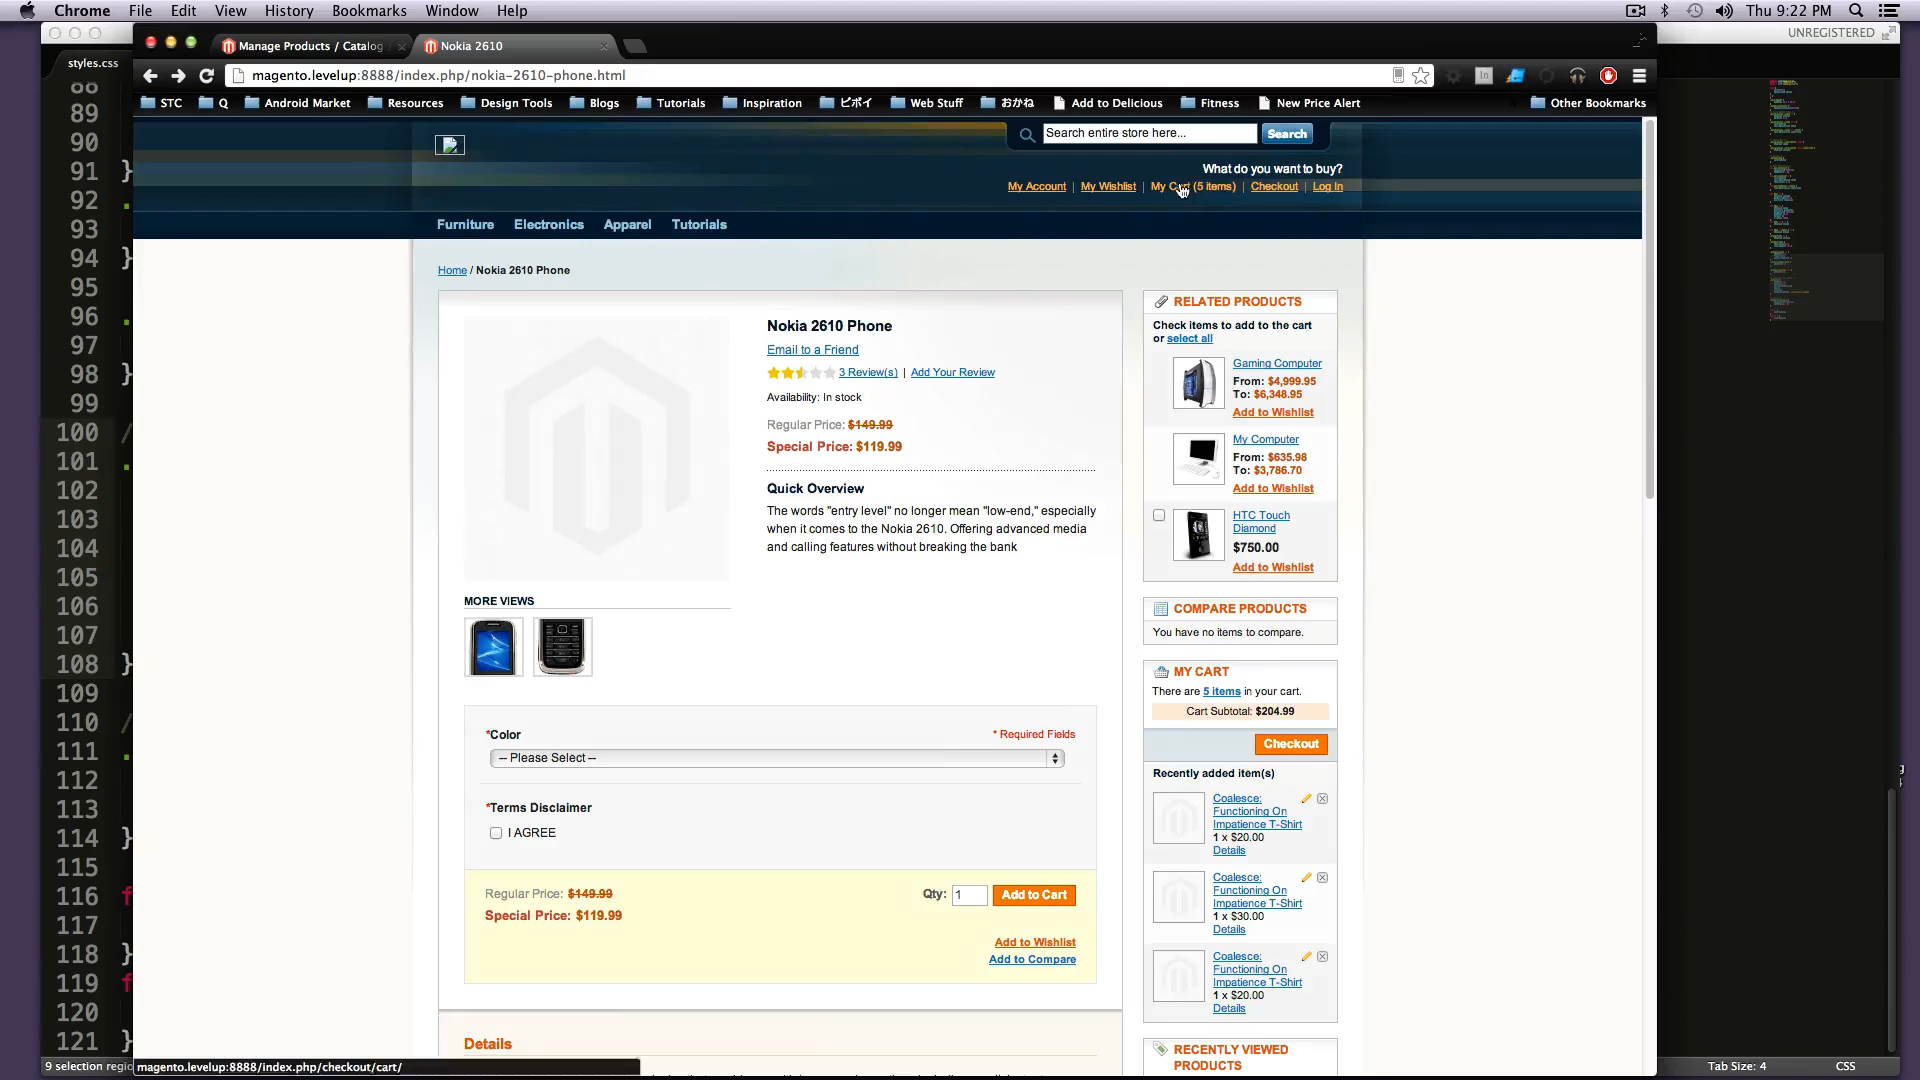 Chrome File Edit View History Bookmarks Window Help Thu 9:22 PM
UNREGISTERED
styles.css
Manage Products / Catalog
Nokia 2610
magento.levelup:8888/index.php/nokia-2610-phone.html
STC Q Android Market Resources Design Tools Blogs Tutorials Inspiration ピボイ Web Stuff おかね Add to Delicious Fitness New Price Alert Other Bookmarks
Search entire store here...
Search
What do you want to buy?
My Account | My Wishlist | My Cart (5 items) | Checkout | Log In
Furniture Electronics Apparel Tutorials
Home / Nokia 2610 Phone
Nokia 2610 Phone
Email to a Friend
3 Review(s) | Add Your Review
Availability: In stock
Regular Price: $149.99
Special Price: $119.99
Quick Overview
The words "entry level" no longer mean "low-end," especially
when it comes to the Nokia 2610. Offering advanced media
and calling features without breaking the bank
MORE VIEWS
*Color
* Required Fields
-- Please Select --
*Terms Disclaimer
I AGREE
Regular Price: $149.99
Special Price: $119.99
Qty: 1 Add to Cart
Add to Wishlist
Add to Compare
Details
RELATED PRODUCTS
Check items to add to the cart
or select all
Gaming Computer
From: $4,999.95
To: $6,348.95
Add to Wishlist
My Computer
From: $635.98
To: $3,786.70
Add to Wishlist
HTC Touch
Diamond
$750.00
Add to Wishlist
COMPARE PRODUCTS
You have no items to compare.
MY CART
There are 5 items in your cart.
Cart Subtotal: $204.99
Checkout
Recently added item(s)
Coalesce:
Functioning On
Impatience T-Shirt
1 x $20.00
Details
Coalesce:
Functioning On
Impatience T-Shirt
1 x $30.00
Details
Coalesce:
Functioning On
Impatience T-Shirt
1 x $20.00
Details
RECENTLY VIEWED
PRODUCTS
88
89
90
91 }
92 .
93
94 }
95
96 .
97
98 }
99
100 /
101 .
102
103
104
105
106
107
108 }
109
110 /
111 .
112
113
114 }
115
116 f
117
118 }
119 f
120
121 }
9 selection regio
magento.levelup:8888/index.php/checkout/cart/
Tab Size: 4
CSS